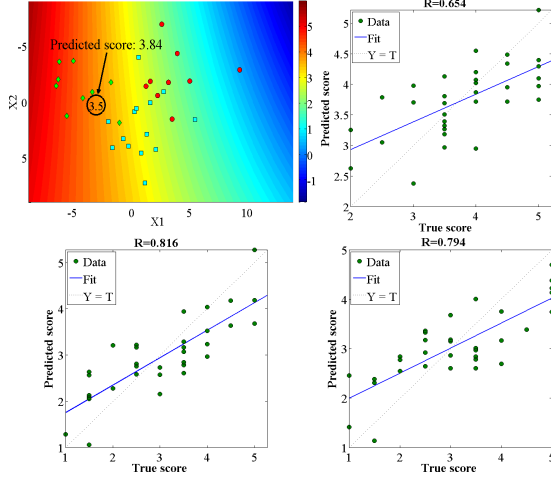 R=0.654
Predicted score: 3.84
3.5
-5
0
5
X2
-5
0
5
10
X1
5
4
3
2
1
0
-1
Data
Fit
Y = T
5
4.5
4
3.5
3
2.5
2
Predicted score
2
3
4
5
True score
R=0.816
Data
Fit
Y = T
5
4
3
2
1
Predicted score
1
2
3
4
5
True score
R=0.794
Data
Fit
Y = T
5
4
3
2
1
Predicted score
1
2
3
4
5
True score